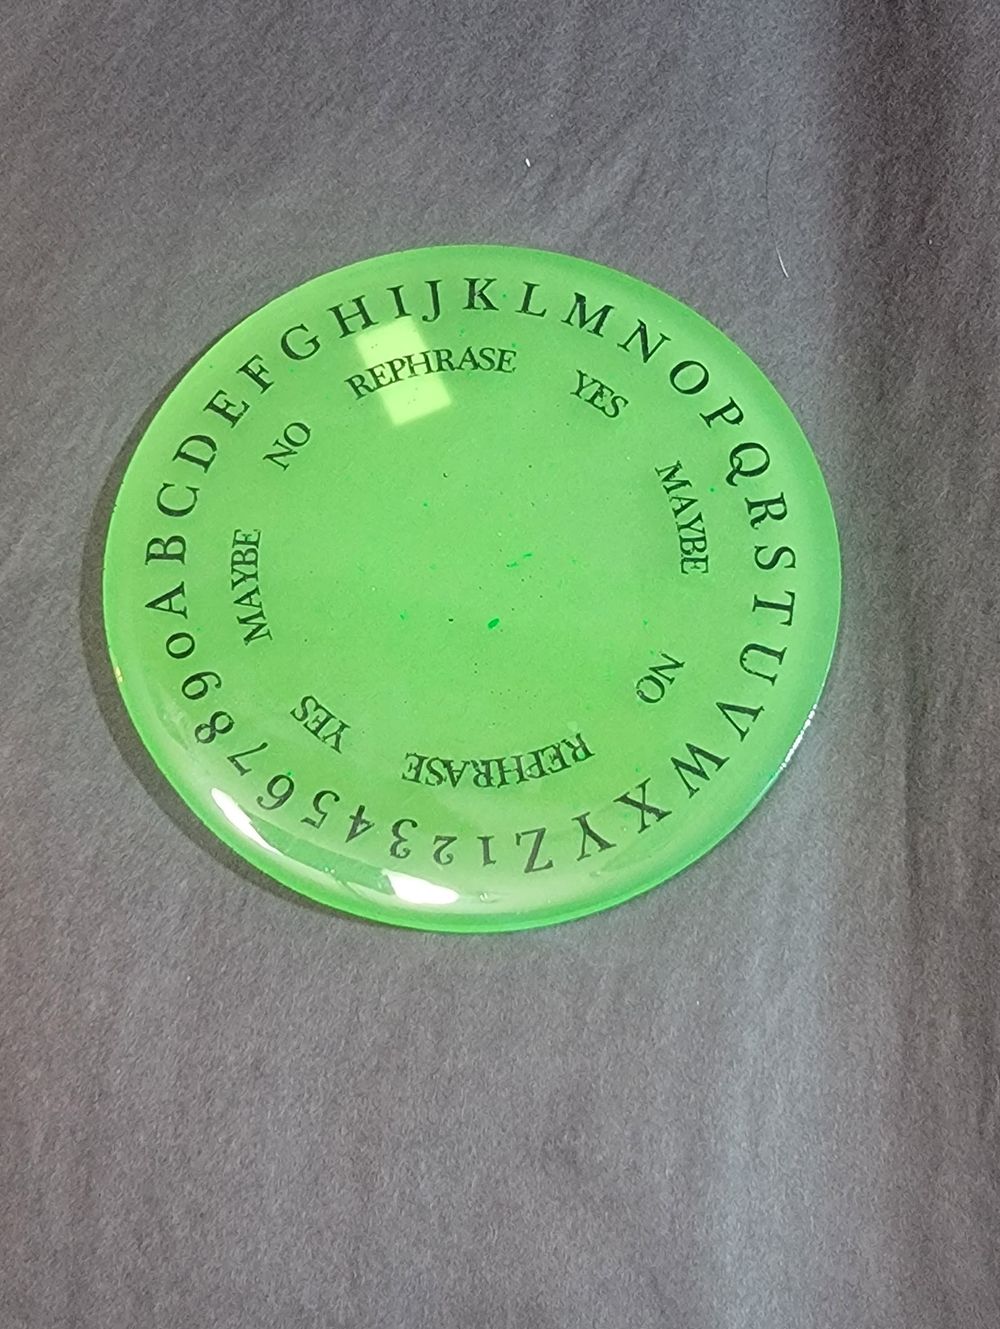 A B C D E F G H I J K L M N O P Q R S T U V W X Y Z 1 2 3 4 5 6 7 8 9 0
REPHRASE YES MAYBE NO REPHRASE YES MAYBE NO